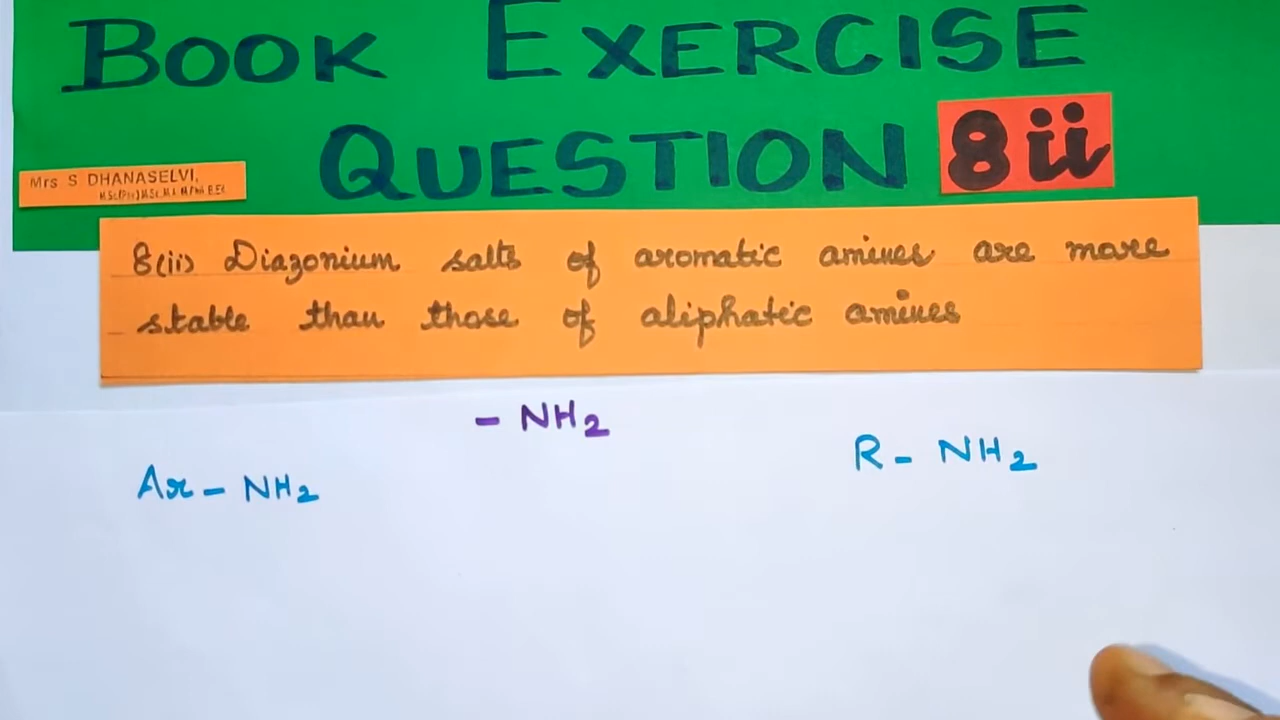 BOOK EXERCISE
QUESTION 8ii
Mrs S DHANASELVI,
8(ii) Diazonium salts of aromatic amines are more
stable than those of aliphatic amines
- NH2
R - NH2
Ar - NH2